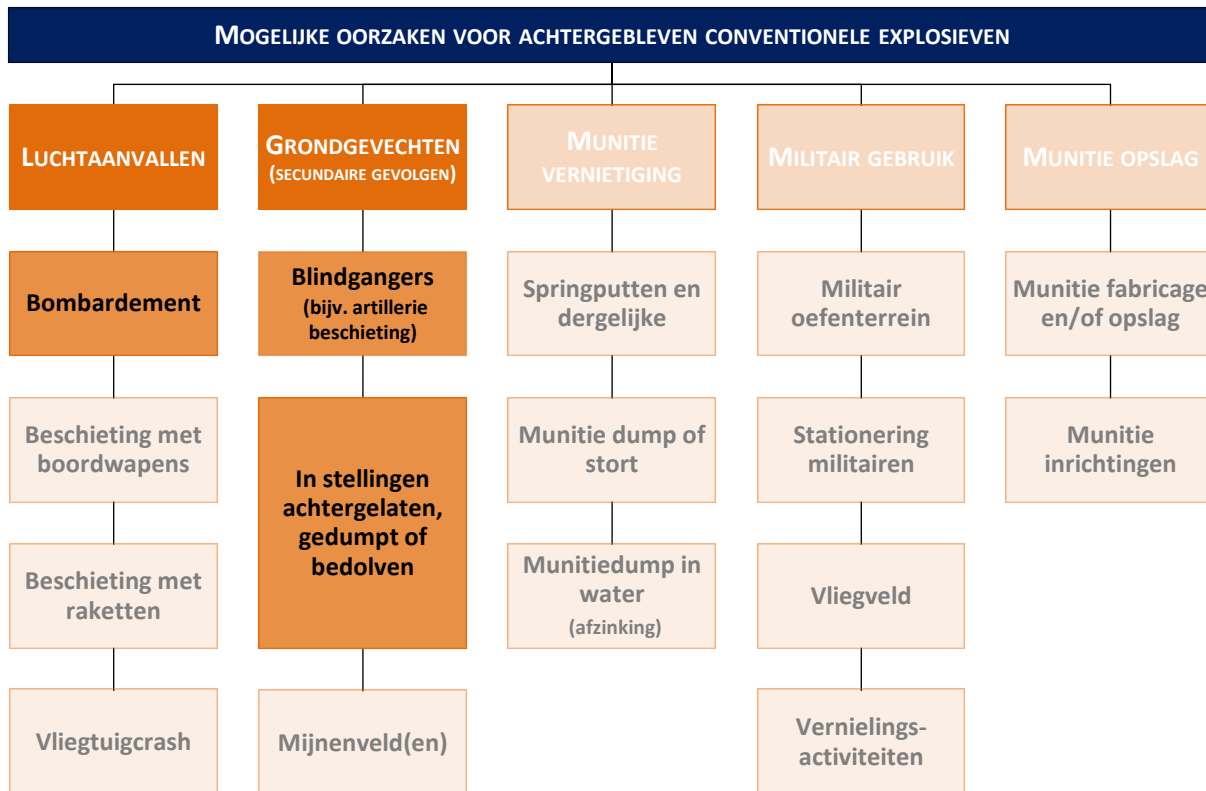 MOGELIJKE OORZAKEN VOOR ACHTERGEBLEVEN CONVENTIONELE EXPLOSIEVEN
LUCHTAANVALLEN
Bombardement
Beschieting met
boordwapens
Beschieting met
raketten
Vliegtuigcrash
GRONDGEVECHTEN
(SECUNDAIRE GEVOLGEN)
Blindgangers
(bijv. artillerie
beschieting)
In stellingen
achtergelaten,
gedumpt of
bedolven
Mijnenveld(en)
MUNITIE
VERNIETIGING
Springputten en
dergelijke
Munitie dump of
stort
Munitiedump in
water
(afzinking)
MILITAIR GEBRUIK
Militair
oefenterrein
Stationering
militairen
Vliegveld
Vernielings-
activiteiten
MUNITIE OPSLAG
Munitie fabricage
en/of opslag
Munitie
inrichtingen